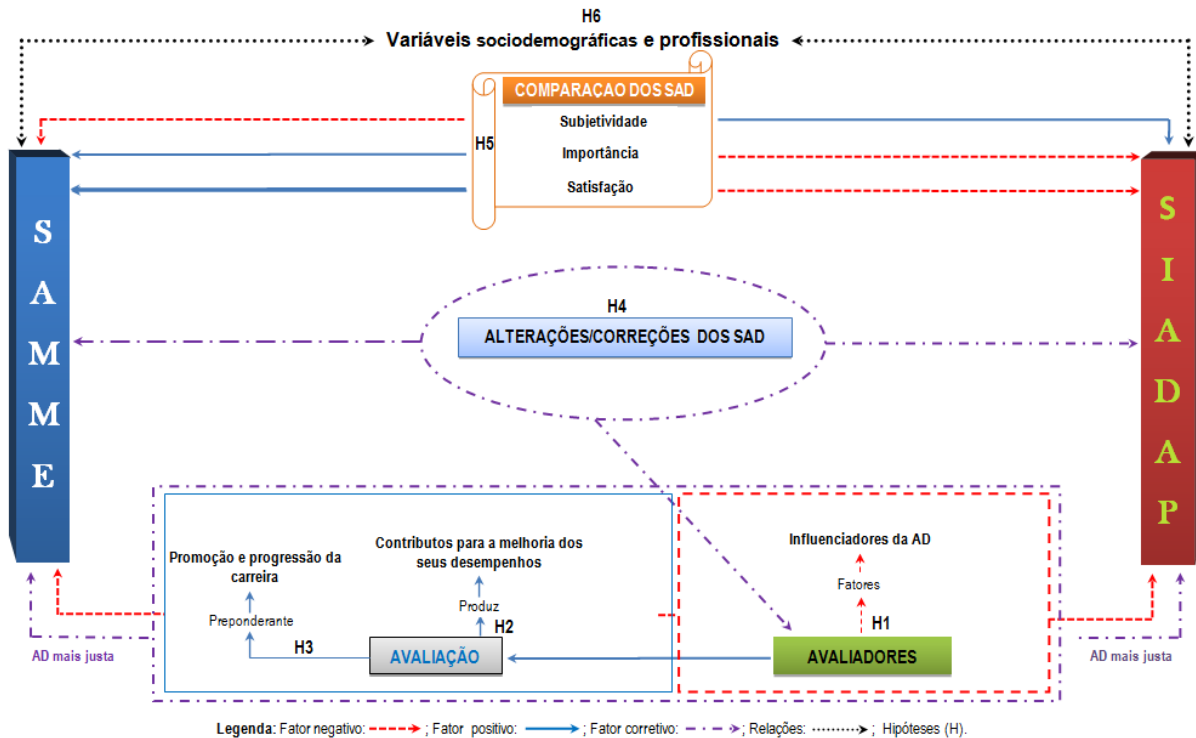 H6
Variáveis sociodemográficas e profissionais
COMPARAÇAO DOS SAD
Subjetividade
H5
Importância
Satisfação
SAMME
SIADAP
H4
ALTERAÇÕES/CORREÇÕES DOS SAD
Promoção e progressão da
carreira
Contributos para a melhoria dos
seus desempenhos
Influenciadores da AD
Fatores
Produz
Preponderante
H3
H2
H1
AVALIAÇÃO
AVALIADORES
AD mais justa
AD mais justa
Legenda: Fator negativo: ; Fator positivo: ; Fator corretivo: ; Relações: ; Hipóteses (H).